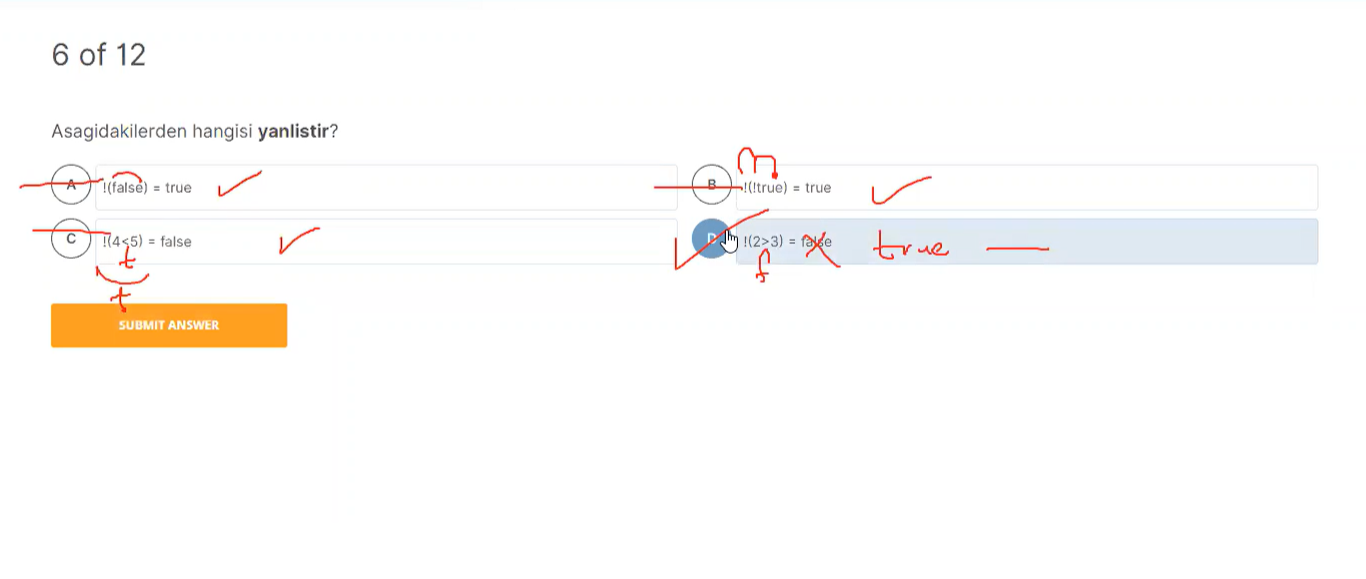 6 of 12
Asagidakilerden hangisi yanlistir?
A !(false) = true
B !(!true) = true
C !(4<5) = false
t
t
D !(2>3) = false true
f
SUBMIT ANSWER